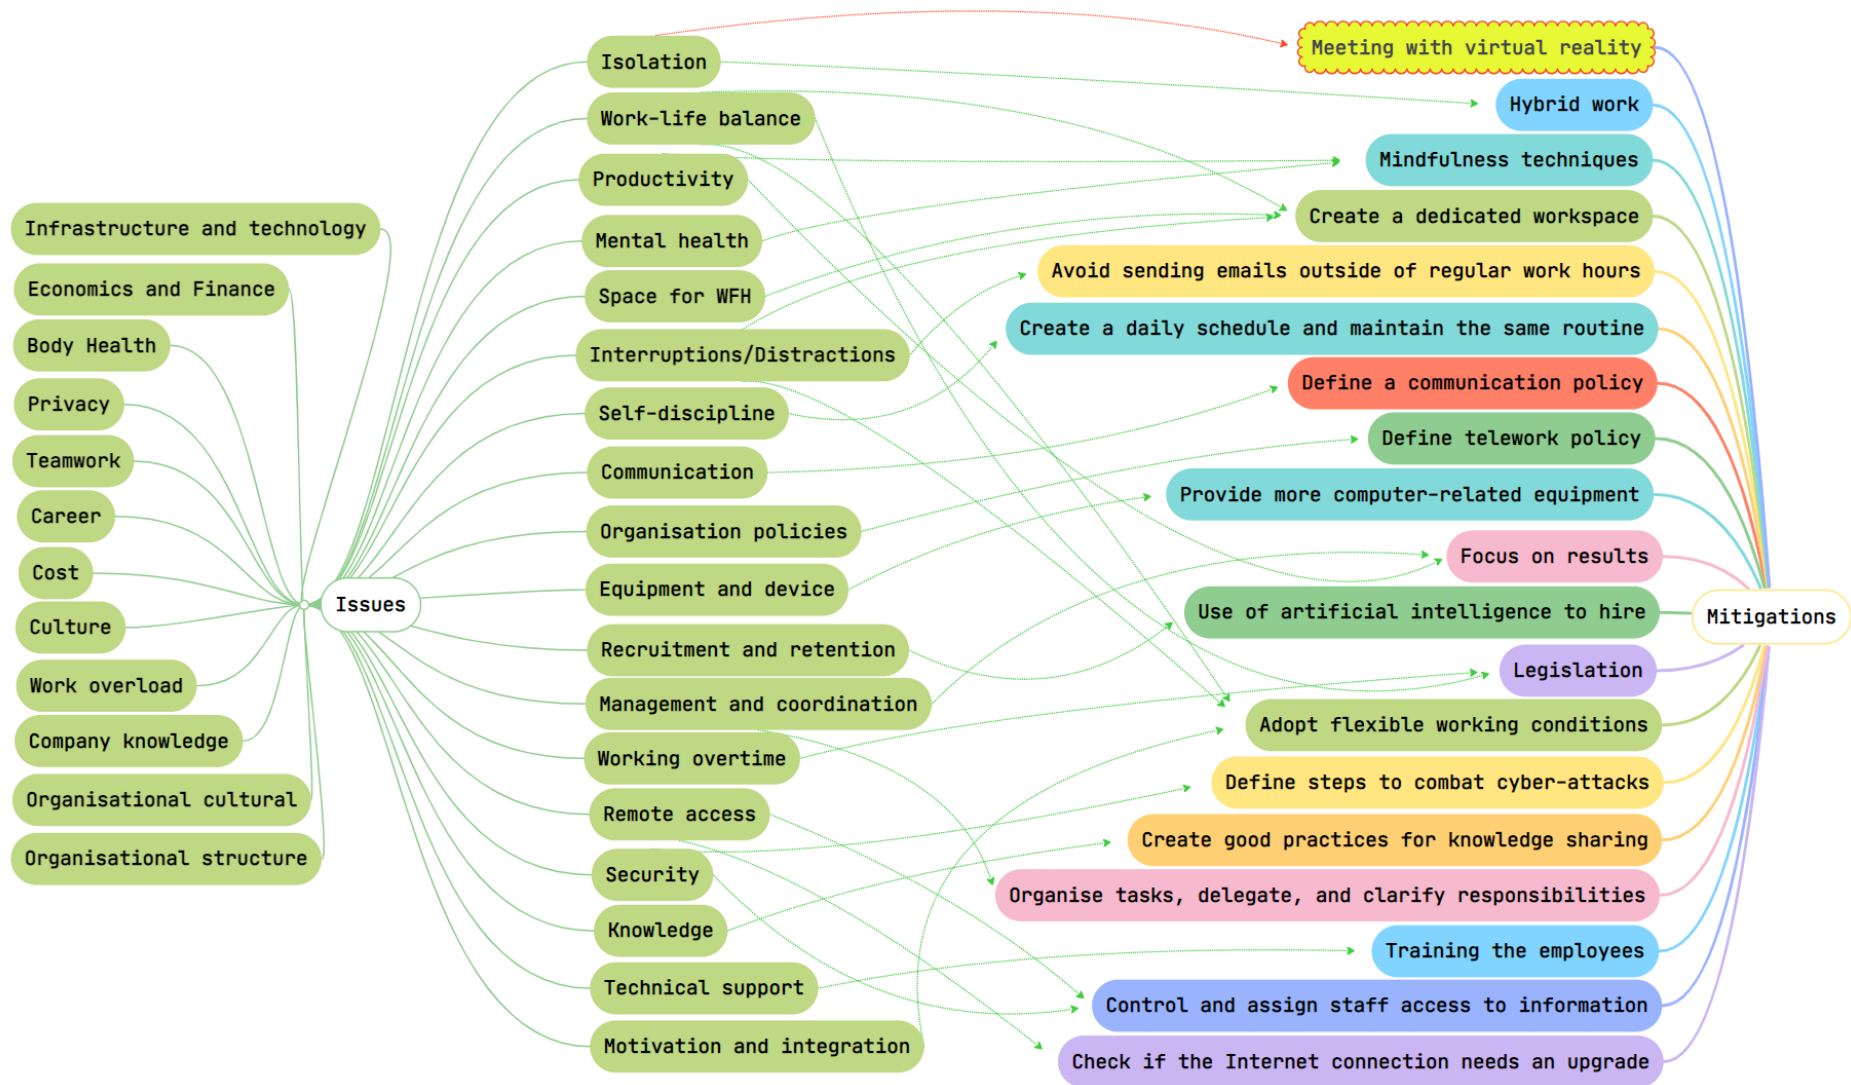 Infrastructure and technology
Economics and Finance
Body Health
Privacy
Teamwork
Career
Cost
Culture
Work overload
Company knowledge
Organisational cultural
Organisational structure
Issues
Isolation
Work-life balance
Productivity
Mental health
Space for WFH
Interruptions/Distractions
Self-discipline
Communication
Organisation policies
Equipment and device
Recruitment and retention
Management and coordination
Working overtime
Remote access
Security
Knowledge
Technical support
Motivation and integration
Meeting with virtual reality
Hybrid work
Mindfulness techniques
Create a dedicated workspace
Avoid sending emails outside of regular work hours
Create a daily schedule and maintain the same routine
Define a communication policy
Define telework policy
Provide more computer-related equipment
Focus on results
Use of artificial intelligence to hire
Legislation
Adopt flexible working conditions
Define steps to combat cyber-attacks
Create good practices for knowledge sharing
Organise tasks, delegate, and clarify responsibilities
Training the employees
Control and assign staff access to information
Check if the Internet connection needs an upgrade
Mitigations